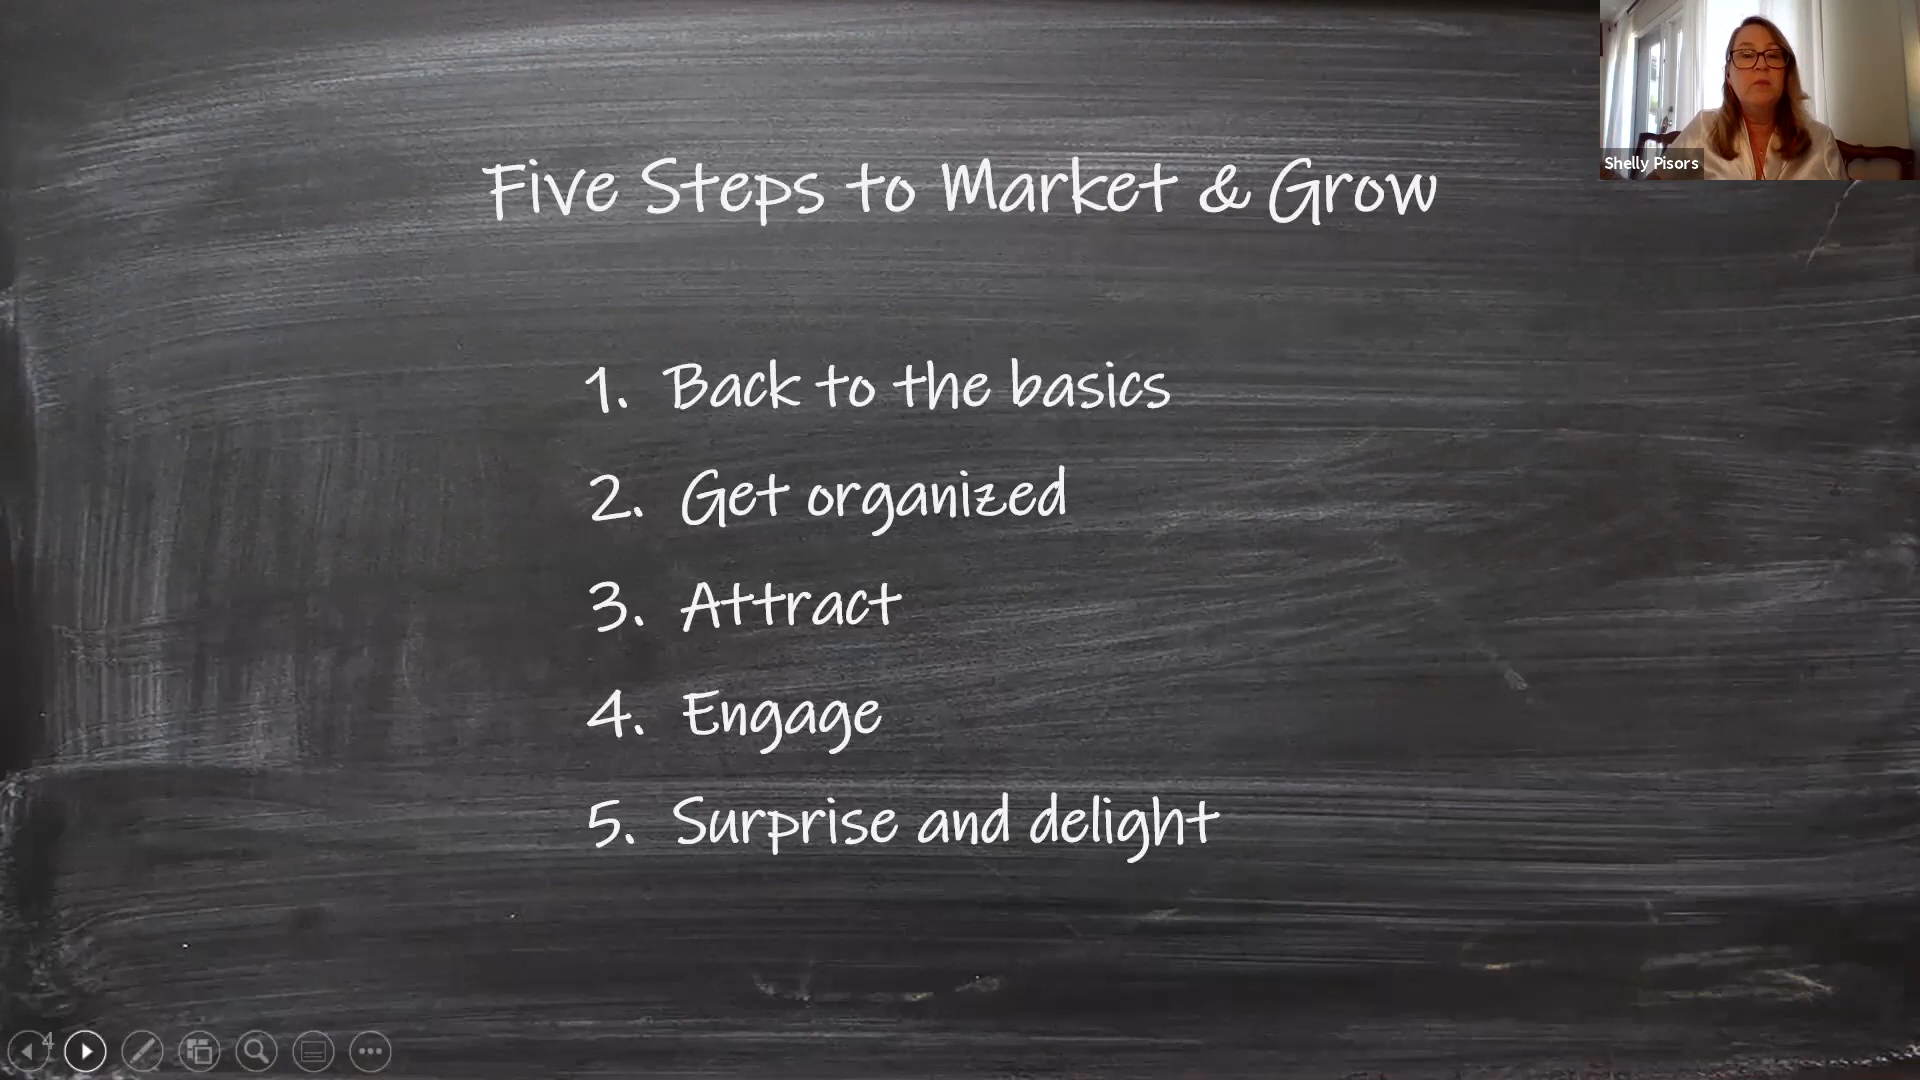 Shelly Pisors
Five Steps to Market & Grow
1. Back to the basics
2. Get organized
3. Attract
4. Engage
5. Surprise and delight
4